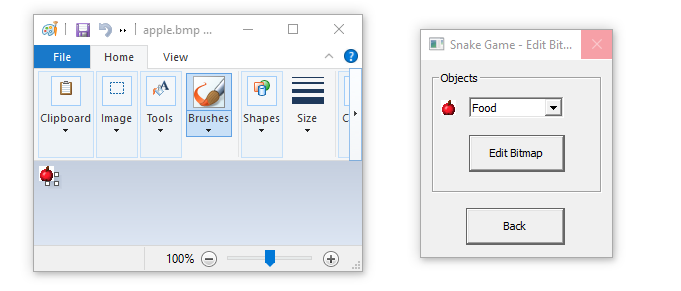 apple.bmp ...
File Home View
Clipboard Image Tools Brushes Shapes Size C
100%
Snake Game - Edit Bit...
Objects
Food
Edit Bitmap
Back